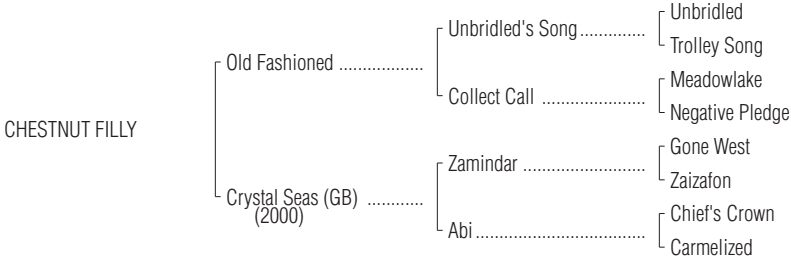 Unbridled
Unbridled's Song..............
Trolley Song
Old Fashioned ..................
Meadowlake
Collect Call ......................
Negative Pledge
CHESTNUT FILLY
Gone West
Zamindar .........................
Zaizafon
Crystal Seas (GB) ............
(2000)
Chief's Crown
Abi...................................
Carmelized